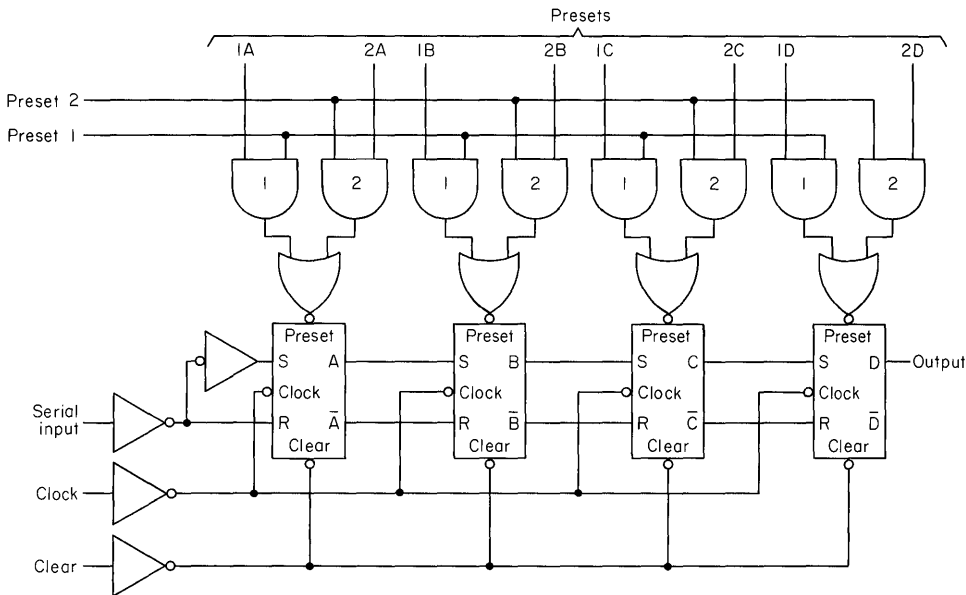 Presets
1A 2A 1B 2B 1C 2C 1D 2D
Preset 2
Preset 1
1 2 1 2 1 2 1 2
Preset Preset Preset Preset
S A S B S C S D Output
Clock Clock Clock Clock
Serial input
R A̅ R B̅ R C̅ R D̅
Clear Clear Clear Clear
Clock
Clear